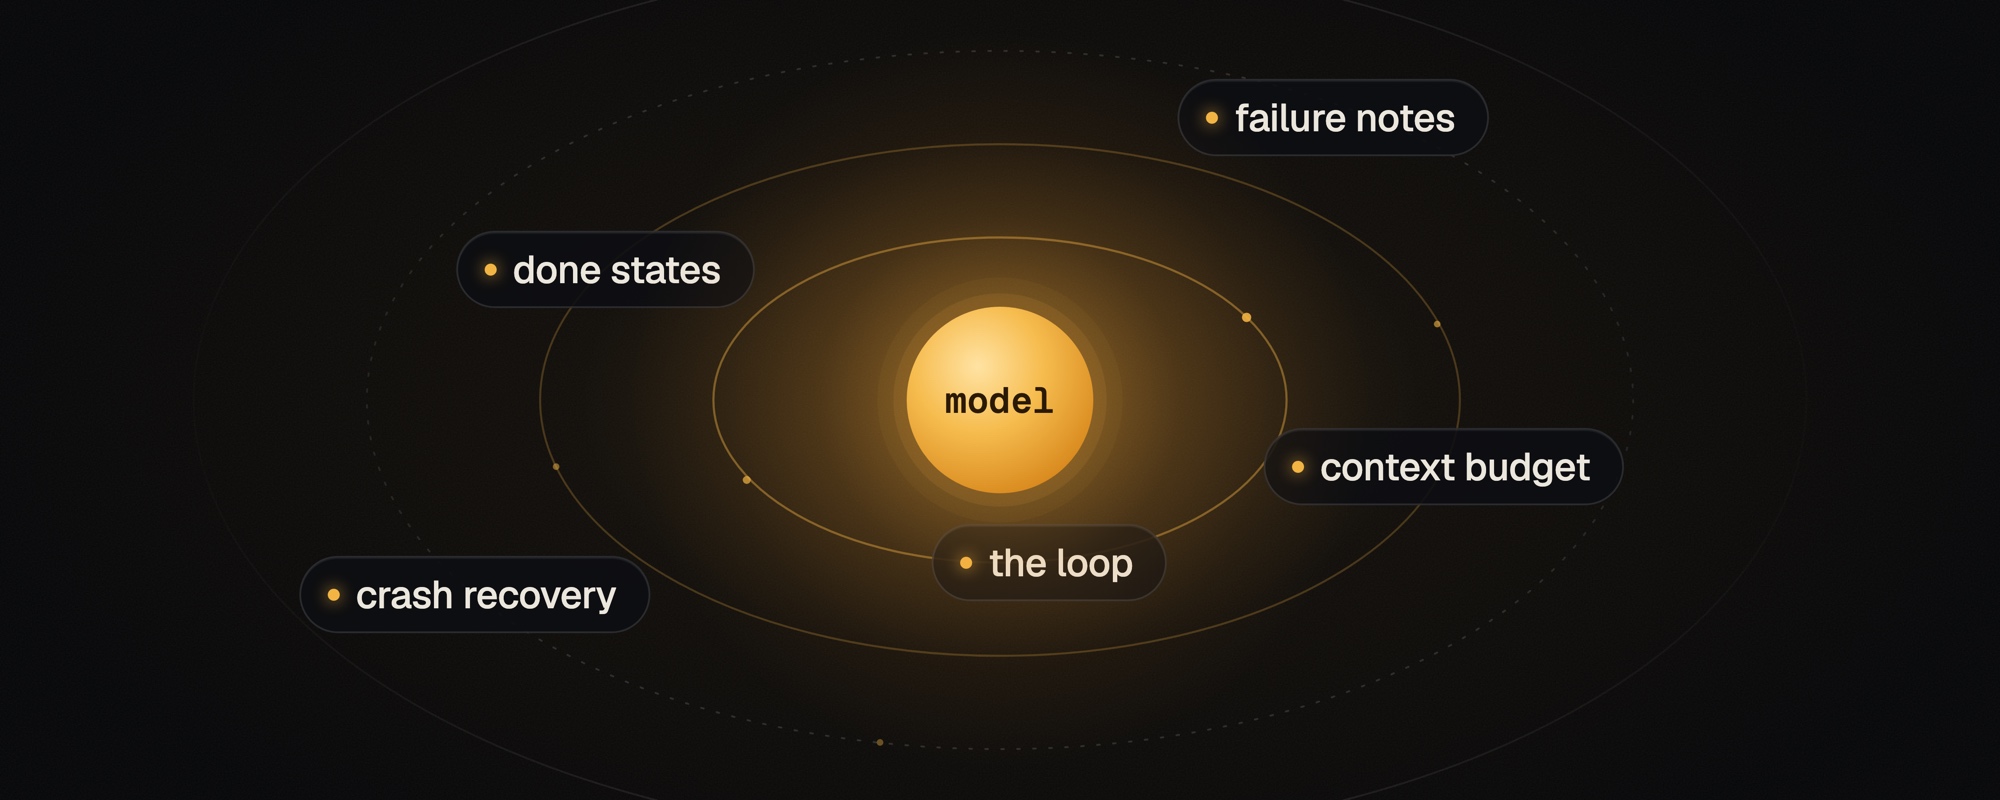 failure notes
done states
model
context budget
the loop
crash recovery